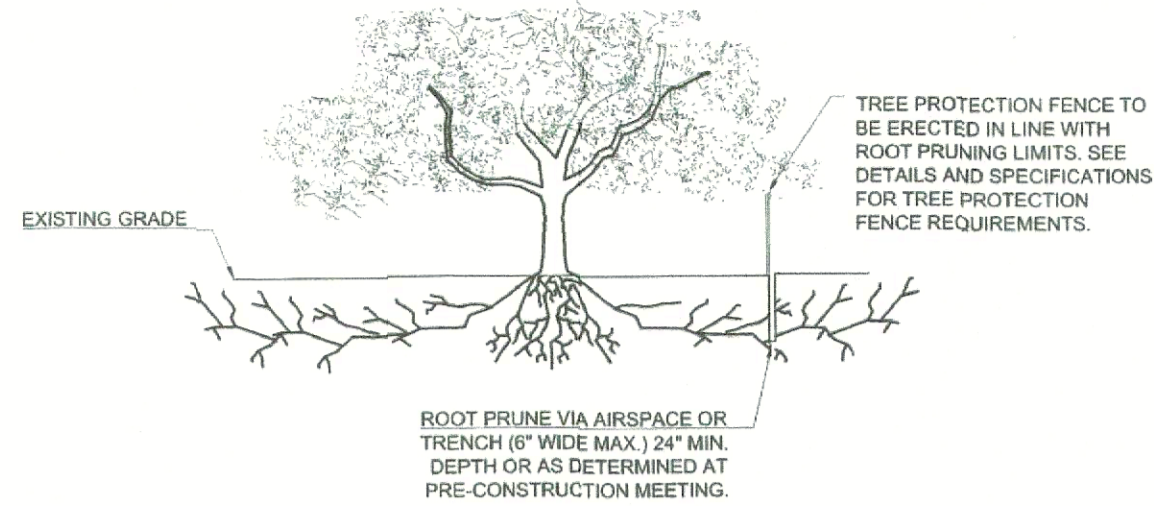 TREE PROTECTION FENCE TO
BE ERECTED IN LINE WITH
ROOT PRUNING LIMITS. SEE
DETAILS AND SPECIFICATIONS
FOR TREE PROTECTION
FENCE REQUIREMENTS.
EXISTING GRADE
ROOT PRUNE VIA AIRSPACE OR
TRENCH (6" WIDE MAX.) 24" MIN.
DEPTH OR AS DETERMINED AT
PRE-CONSTRUCTION MEETING.